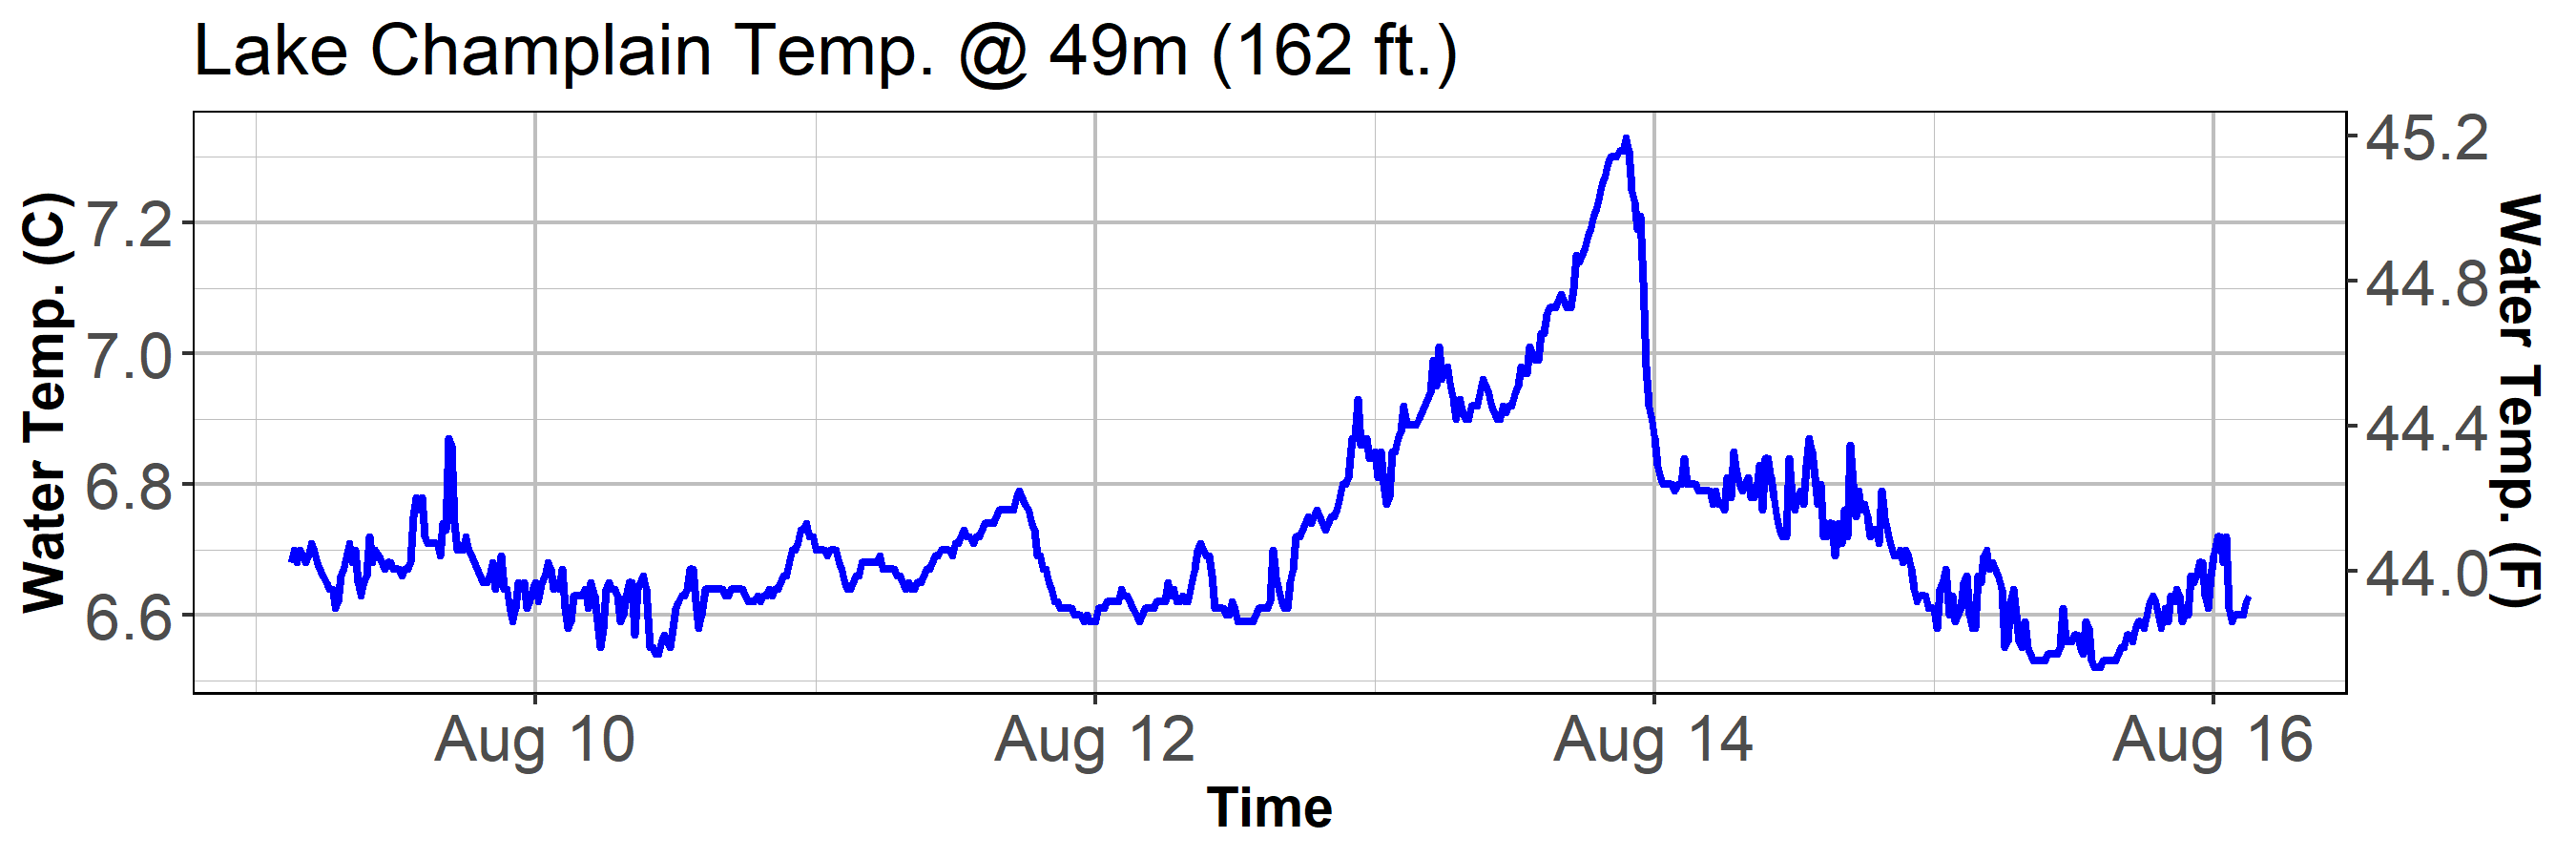 Lake Champlain Temp. @ 49m (162 ft.)
Water Temp. (C)
7.2
7.0
6.8
6.6
45.2
44.8
44.4
44.0
Water Temp. (F)
Aug 10 Aug 12 Aug 14 Aug 16
Time